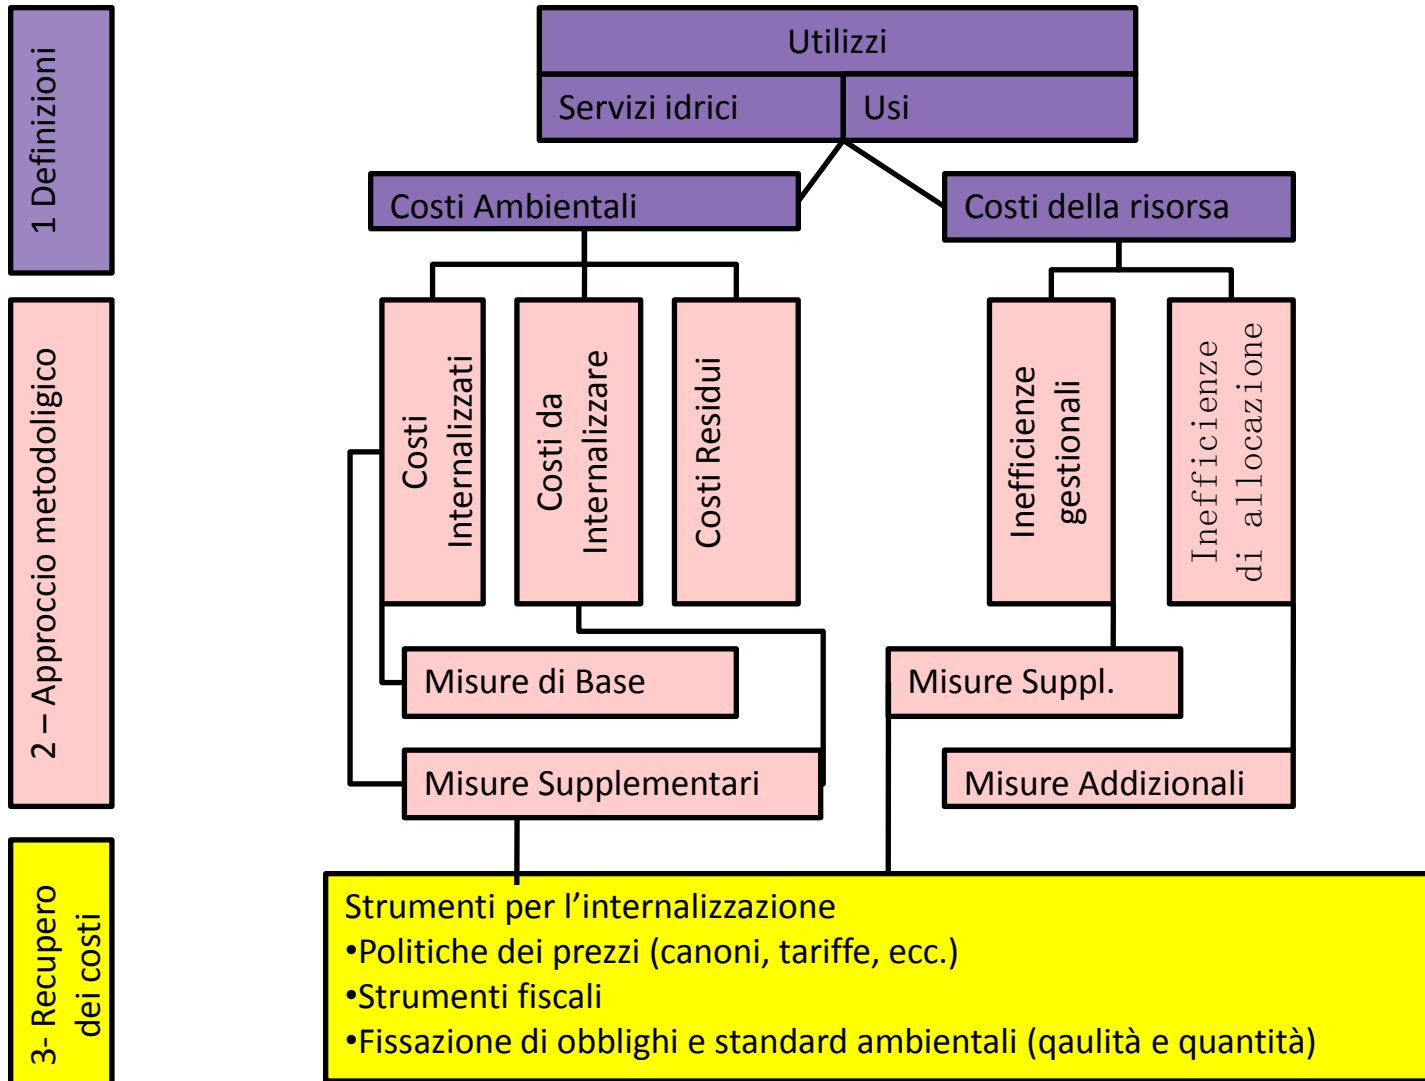 1 Definizioni
Utilizzi
Servizi idrici
Usi
Costi Ambientali
Costi della risorsa
2 – Approccio metodoligico
Costi
Internalizzati
Costi da
Internalizzare
Costi Residui
Inefficienze
gestionali
Inefficienze
di allocazione
Misure di Base
Misure Suppl.
Misure Supplementari
Misure Addizionali
3- Recupero
dei costi
Strumenti per l’internalizzazione
•Politiche dei prezzi (canoni, tariffe, ecc.)
•Strumenti fiscali
•Fissazione di obblighi e standard ambientali (qaulità e quantità)